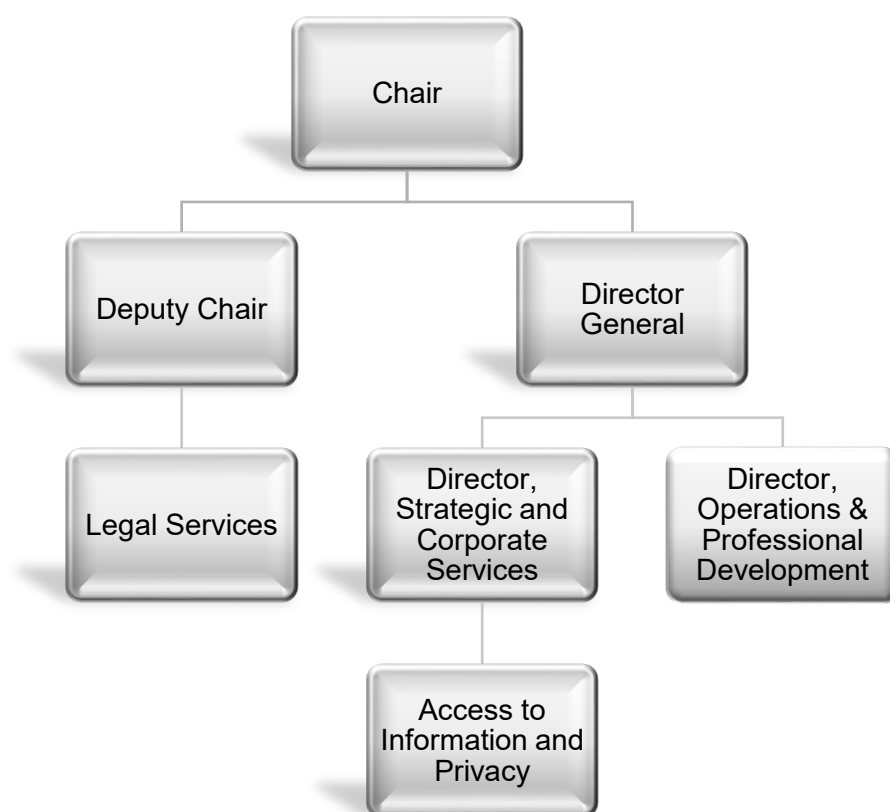 Chair
Deputy Chair
Director
General
Legal Services
Director,
Strategic and
Corporate
Services
Director,
Operations &
Professional
Development
Access to
Information and
Privacy